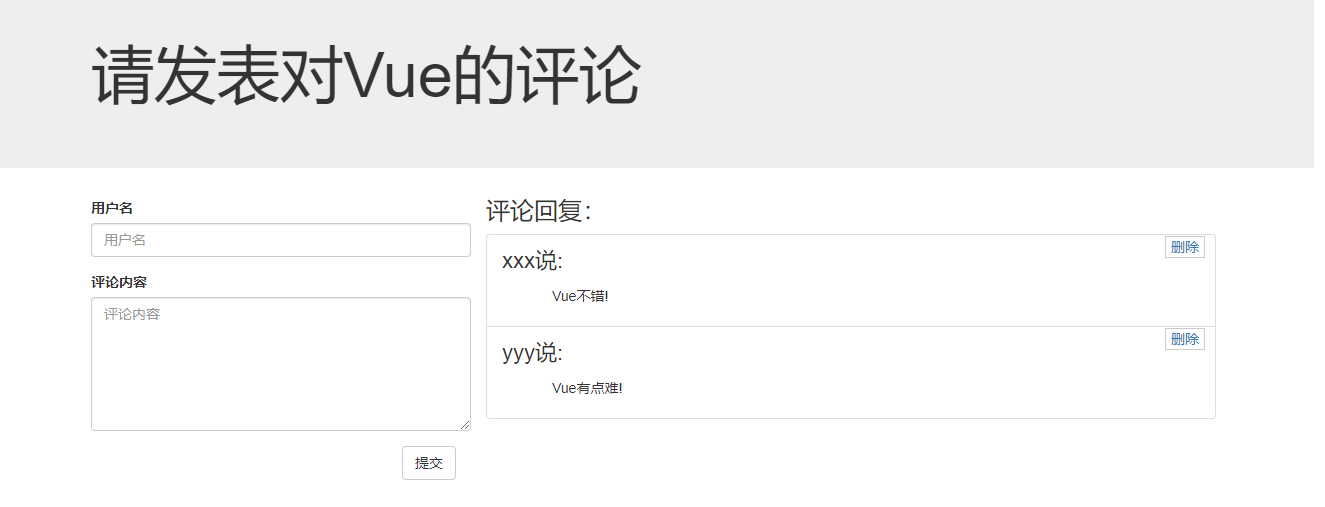 请发表对Vue的评论
用户名
用户名
评论内容
评论内容
提交
评论回复：
删除
xxx说:
Vue不错!
删除
yyy说:
Vue有点难!